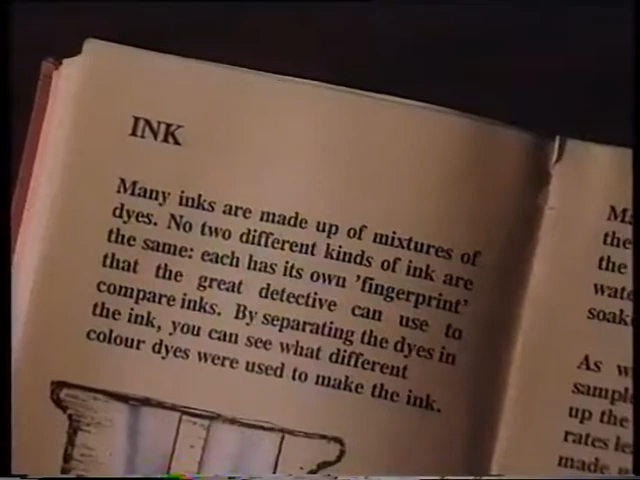 INK
Many inks are made up of mixtures of
dyes. No two different kinds of ink are
the same: each has its own 'fingerprint'
that the great detective can use to
compare inks. By separating the dyes in
the ink, you can see what different
colour dyes were used to make the ink.
the
the
soak
As
up the
made